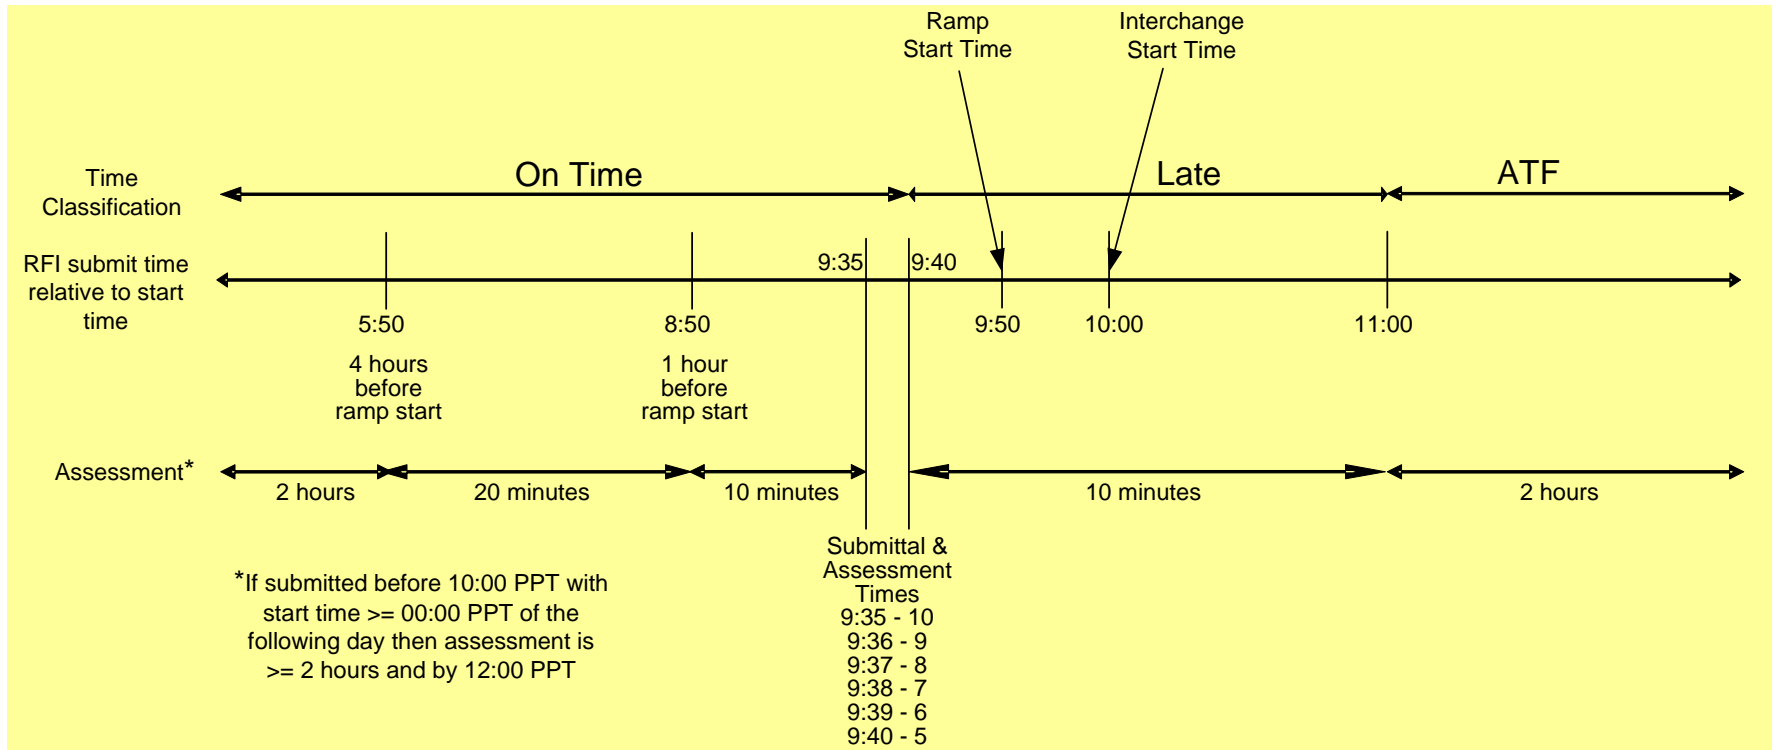 Ramp
Start Time
Interchange
Start Time
Time
Classification
On Time
Late
ATF
RFI submit time
relative to start
time
9:35
9:40
5:50
8:50
9:50
10:00
11:00
4 hours
before
ramp start
1 hour
before
ramp start
Assessment*
2 hours
20 minutes
10 minutes
10 minutes
2 hours
Submittal &
Assessment
Times
9:35 - 10
9:36 - 9
9:37 - 8
9:38 - 7
9:39 - 6
9:40 - 5
*If submitted before 10:00 PPT with
start time >= 00:00 PPT of the
following day then assessment is
>= 2 hours and by 12:00 PPT